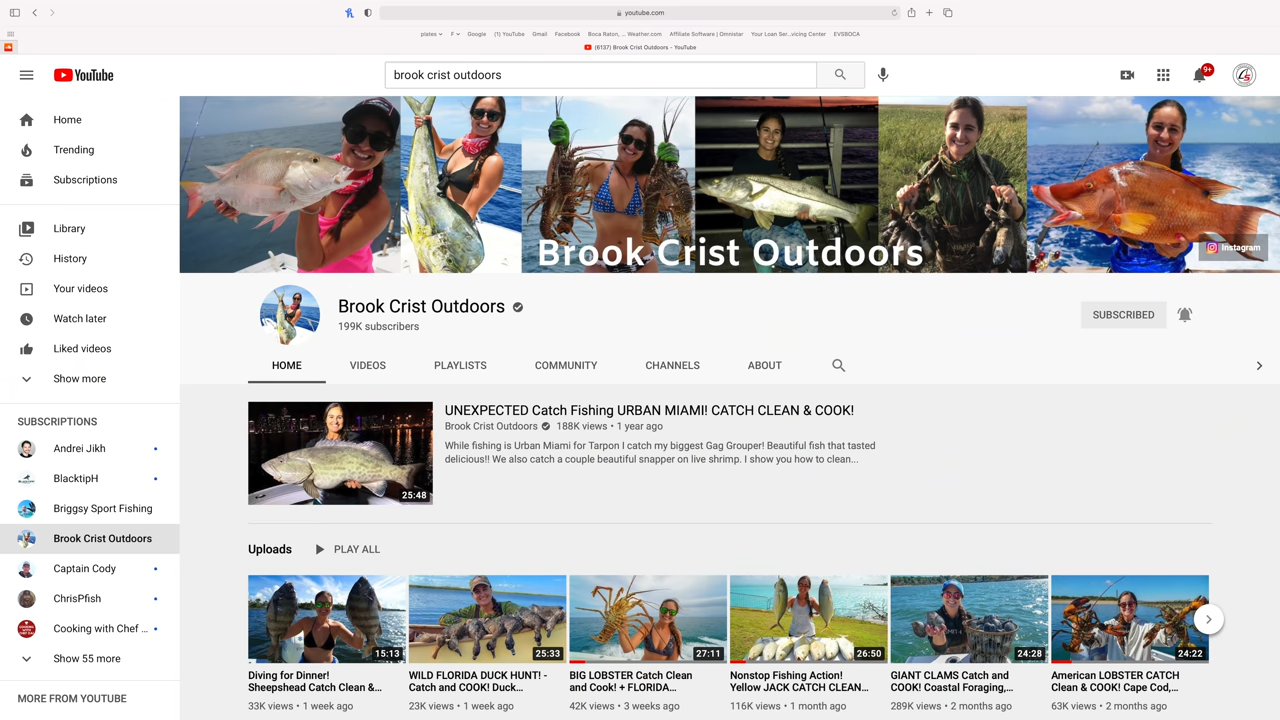 youtube.com
plates
F
Google
(1) YouTube
Gmail
Facebook
Boca Raton, ... Weather.com
Affiliate Software | Omnistar
Your Loan Ser...vicing Center
EVSBOCA
(6137) Brook Crist Outdoors - YouTube
YouTube
brook crist outdoors
9+
Home
Trending
Subscriptions
Library
History
Your videos
Watch later
Liked videos
Show more
SUBSCRIPTIONS
Andrei Jikh
BlacktipH
Briggsy Sport Fishing
Brook Crist Outdoors
Captain Cody
ChrisPfish
Cooking with Chef ...
Show 55 more
MORE FROM YOUTUBE
Brook Crist Outdoors
Instagram
Brook Crist Outdoors
199K subscribers
SUBSCRIBED
HOME
VIDEOS
PLAYLISTS
COMMUNITY
CHANNELS
ABOUT
25:48
UNEXPECTED Catch Fishing URBAN MIAMI! CATCH CLEAN & COOK!
Brook Crist Outdoors 188K views • 1 year ago
While fishing is Urban Miami for Tarpon I catch my biggest Gag Grouper! Beautiful fish that tasted
delicious!! We also catch a couple beautiful snapper on live shrimp. I show you how to clean...
Uploads
PLAY ALL
15:13
Diving for Dinner!
Sheepshead Catch Clean &...
33K views • 1 week ago
25:33
WILD FLORIDA DUCK HUNT! -
Catch and COOK! Duck...
23K views • 1 week ago
27:11
BIG LOBSTER Catch Clean
and Cook! + FLORIDA...
42K views • 3 weeks ago
26:50
Nonstop Fishing Action!
Yellow JACK CATCH CLEAN...
116K views • 1 month ago
24:28
GIANT CLAMS Catch and
COOK! Coastal Foraging,...
289K views • 2 months ago
24:22
American LOBSTER CATCH
Clean & COOK! Cape Cod,...
63K views • 2 months ago